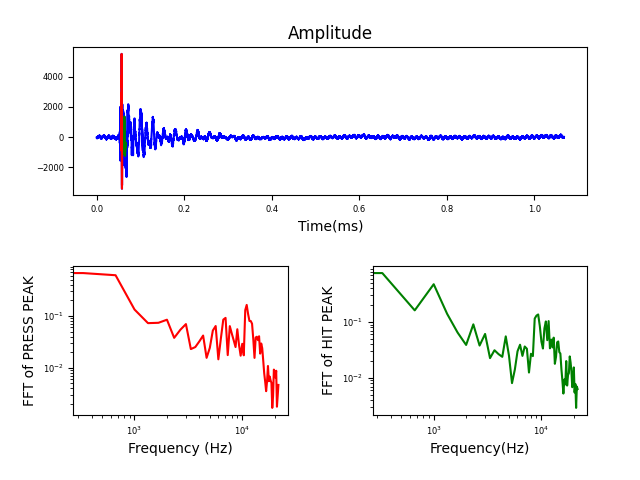 Amplitude
4000
2000
0
−2000
0.0 0.2 0.4 0.6 0.8 1.0
Time(ms)
FFT of PRESS PEAK
10⁻¹
10⁻²
10³ 10⁴
Frequency (Hz)
FFT of HIT PEAK
10⁻¹
10⁻²
10³ 10⁴
Frequency(Hz)